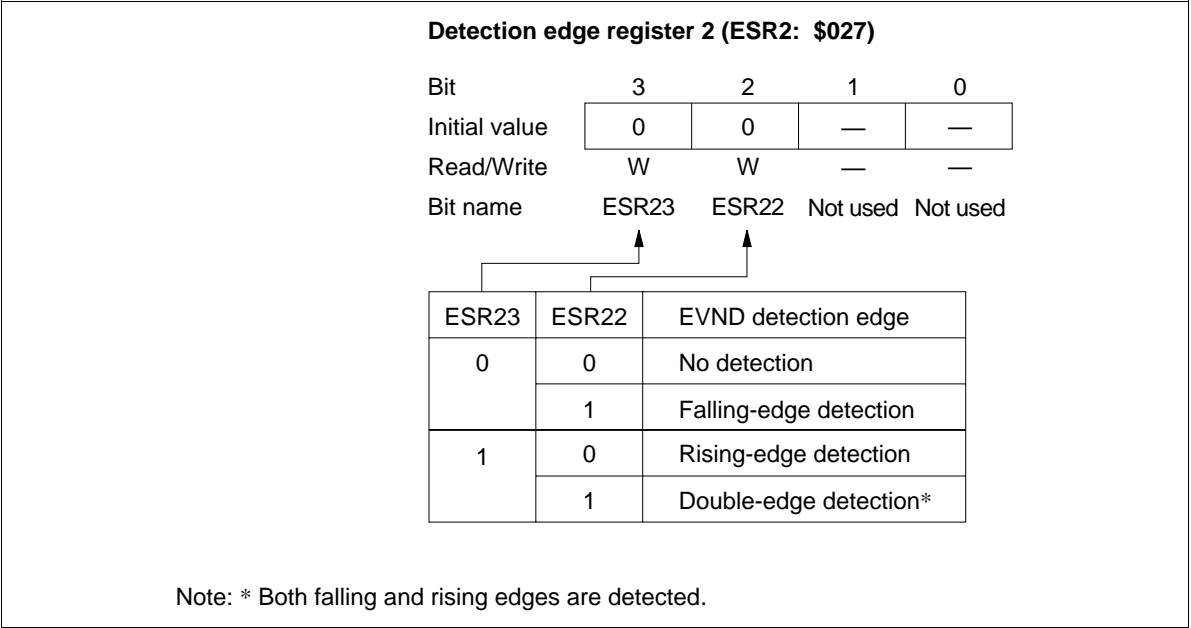 Detection edge register 2 (ESR2: $027)
Bit 3 2 1 0
Initial value 0 0 — —
Read/Write W W — —
Bit name ESR23 ESR22 Not used Not used
ESR23 ESR22 EVND detection edge
0 0 No detection
1 Falling-edge detection
1 0 Rising-edge detection
1 Double-edge detection*
Note: * Both falling and rising edges are detected.